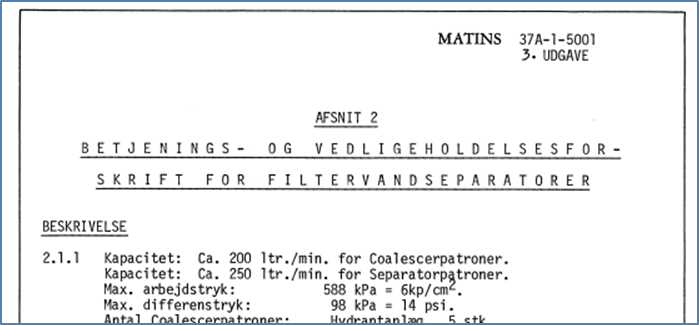 MATINS 37A-1-5001
3. UDGAVE
AFSNIT 2
BETJENINGS- OG VEDLIGEHOLDELSESFOR-
SKRIFT FOR FILTERVANDSEPARATORER
BESKRIVELSE
2.1.1 Kapacitet: Ca. 200 ltr./min. for Coalescerpatroner.
Kapacitet: Ca. 250 ltr./min. for Separatorpatroner.
Max. arbejdstryk: 588 kPa = 6kp/cm².
Max. differenstryk: 98 kPa = 14 psi.
Antal Coalescerpatroner: Hydrantanlæg 5 stk